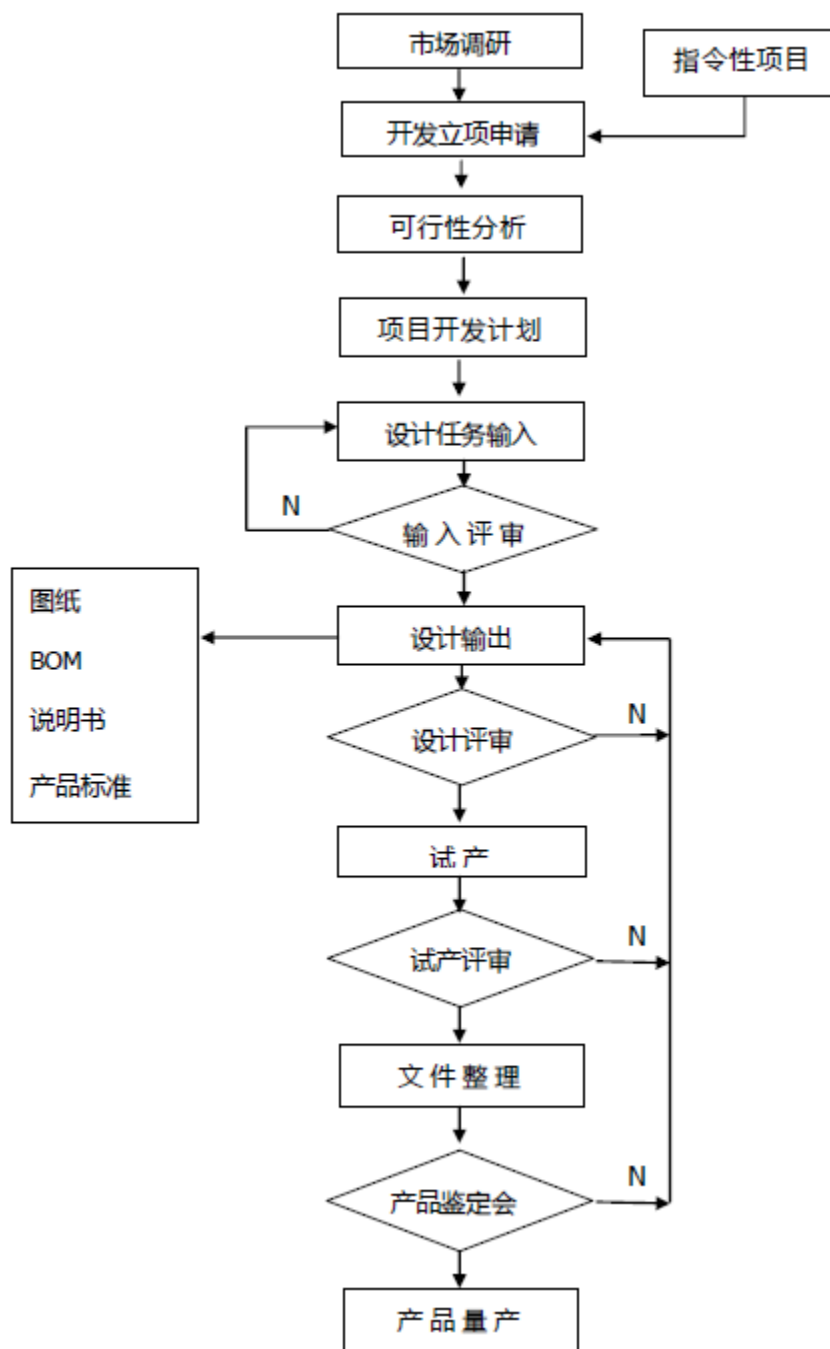 市场调研
指令性项目
开发立项申请
可行性分析
项目开发计划
设计任务输入
N
输入评审
图纸
BOM
说明书
产品标准
设计输出
N
设计评审
试产
N
试产评审
文件整理
N
产品鉴定会
产品量产